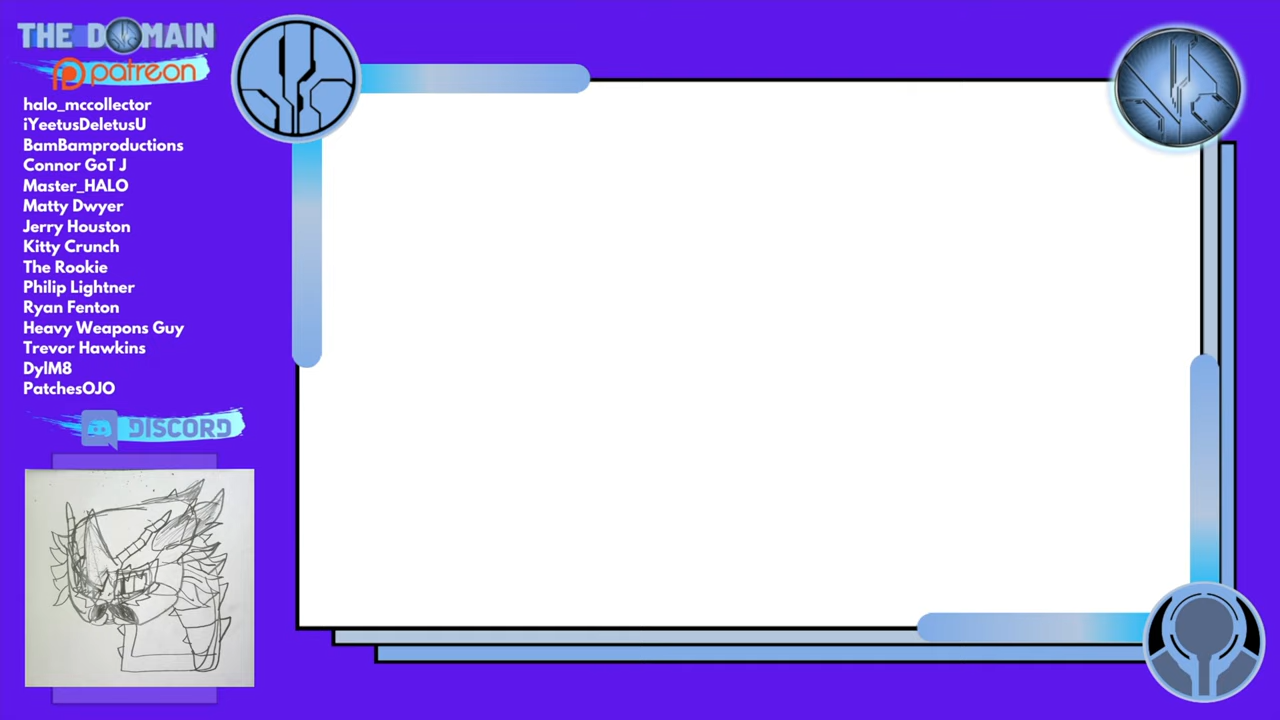 THE DOMAIN
patreon
halo_mccollector
iYeetusDeletusU
BamBamproductions
Connor GoT J
Master_HALO
Matty Dwyer
Jerry Houston
Kitty Crunch
The Rookie
Philip Lightner
Ryan Fenton
Heavy Weapons Guy
Trevor Hawkins
DylM8
PatchesOJO
DISCORD